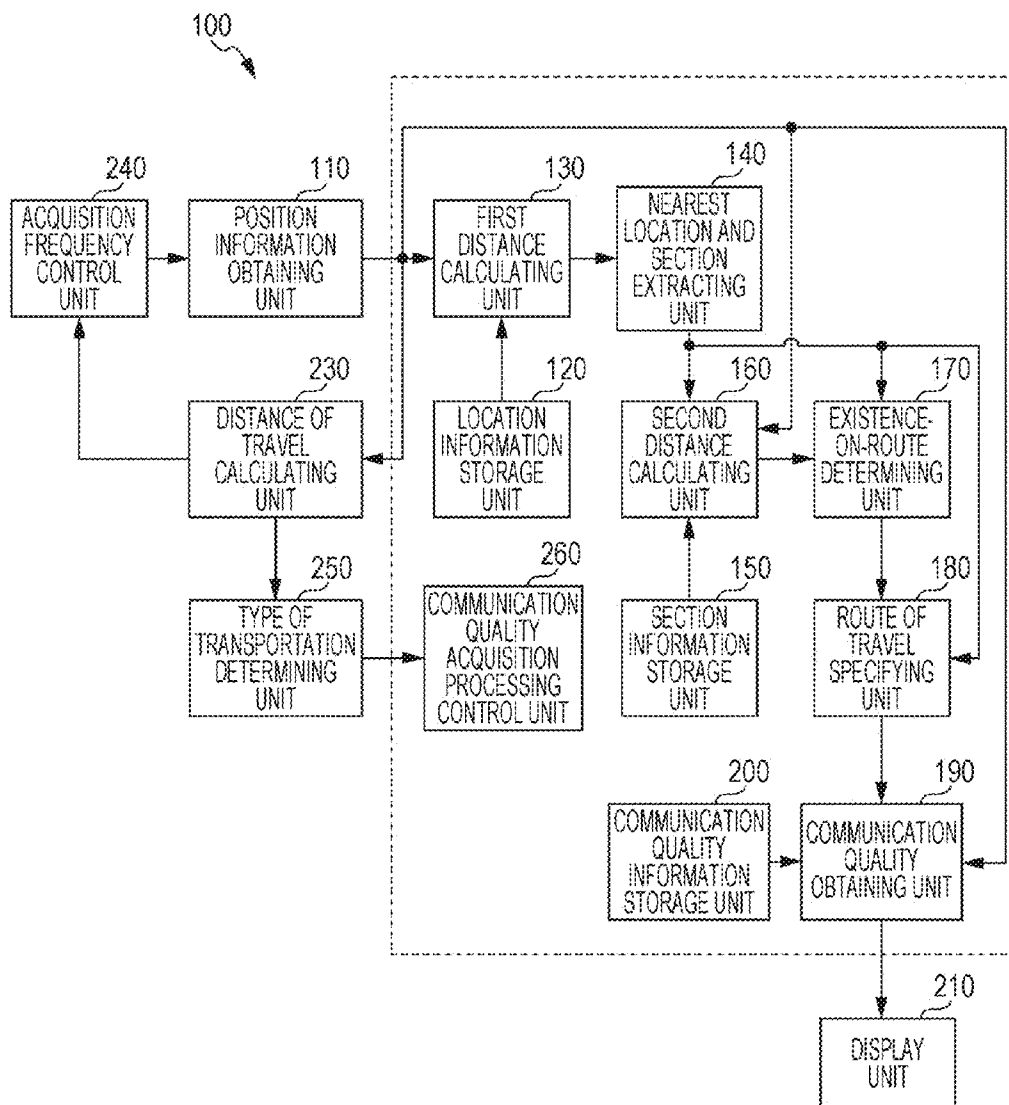 100
240
ACQUISITION
FREQUENCY
CONTROL
UNIT
110
POSITION
INFORMATION
OBTAINING
UNIT
130
FIRST
DISTANCE
CALCULATING
UNIT
140
NEAREST
LOCATION AND
SECTION
EXTRACTING
UNIT
230
DISTANCE OF
TRAVEL
CALCULATING
UNIT
120
LOCATION
INFORMATION
STORAGE
UNIT
160
SECOND
DISTANCE
CALCULATING
UNIT
170
EXISTENCE-
ON-ROUTE
DETERMINING
UNIT
250
TYPE OF
TRANSPORTATION
DETERMINING
UNIT
260
COMMUNICATION
QUALITY
ACQUISITION
PROCESSING
CONTROL UNIT
150
SECTION
INFORMATION
STORAGE
UNIT
180
ROUTE OF
TRAVEL
SPECIFYING
UNIT
200
COMMUNICATION
QUALITY
INFORMATION
STORAGE UNIT
190
COMMUNICATION
QUALITY
OBTAINING UNIT
210
DISPLAY
UNIT